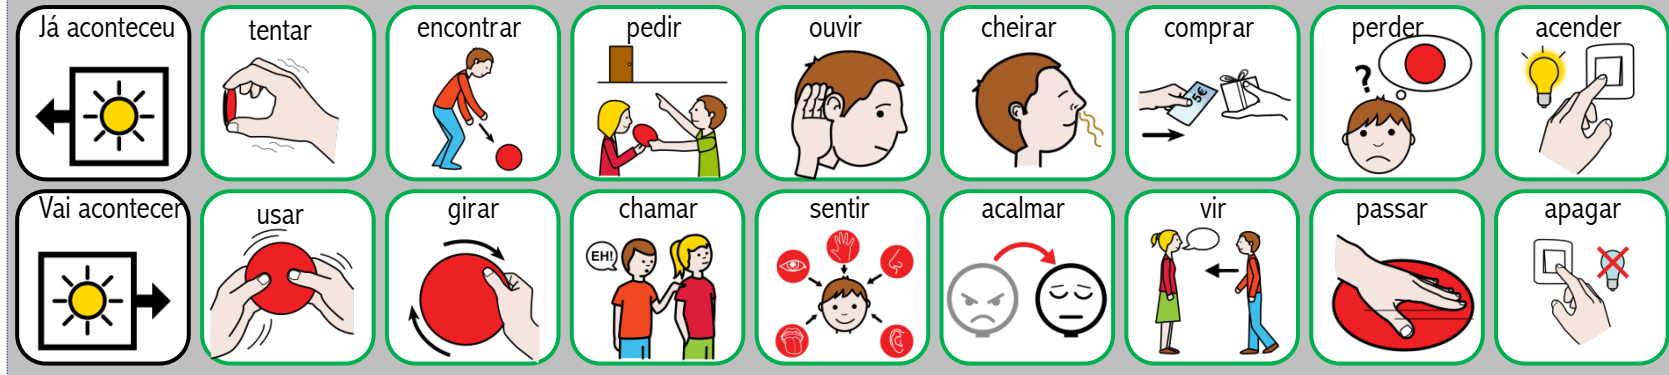 Já aconteceu
tentar
encontrar
pedir
ouvir
cheirar
comprar
5€
perder
?
acender
Vai acontecer
usar
girar
chamar
EH!
sentir
acalmar
vir
passar
apagar